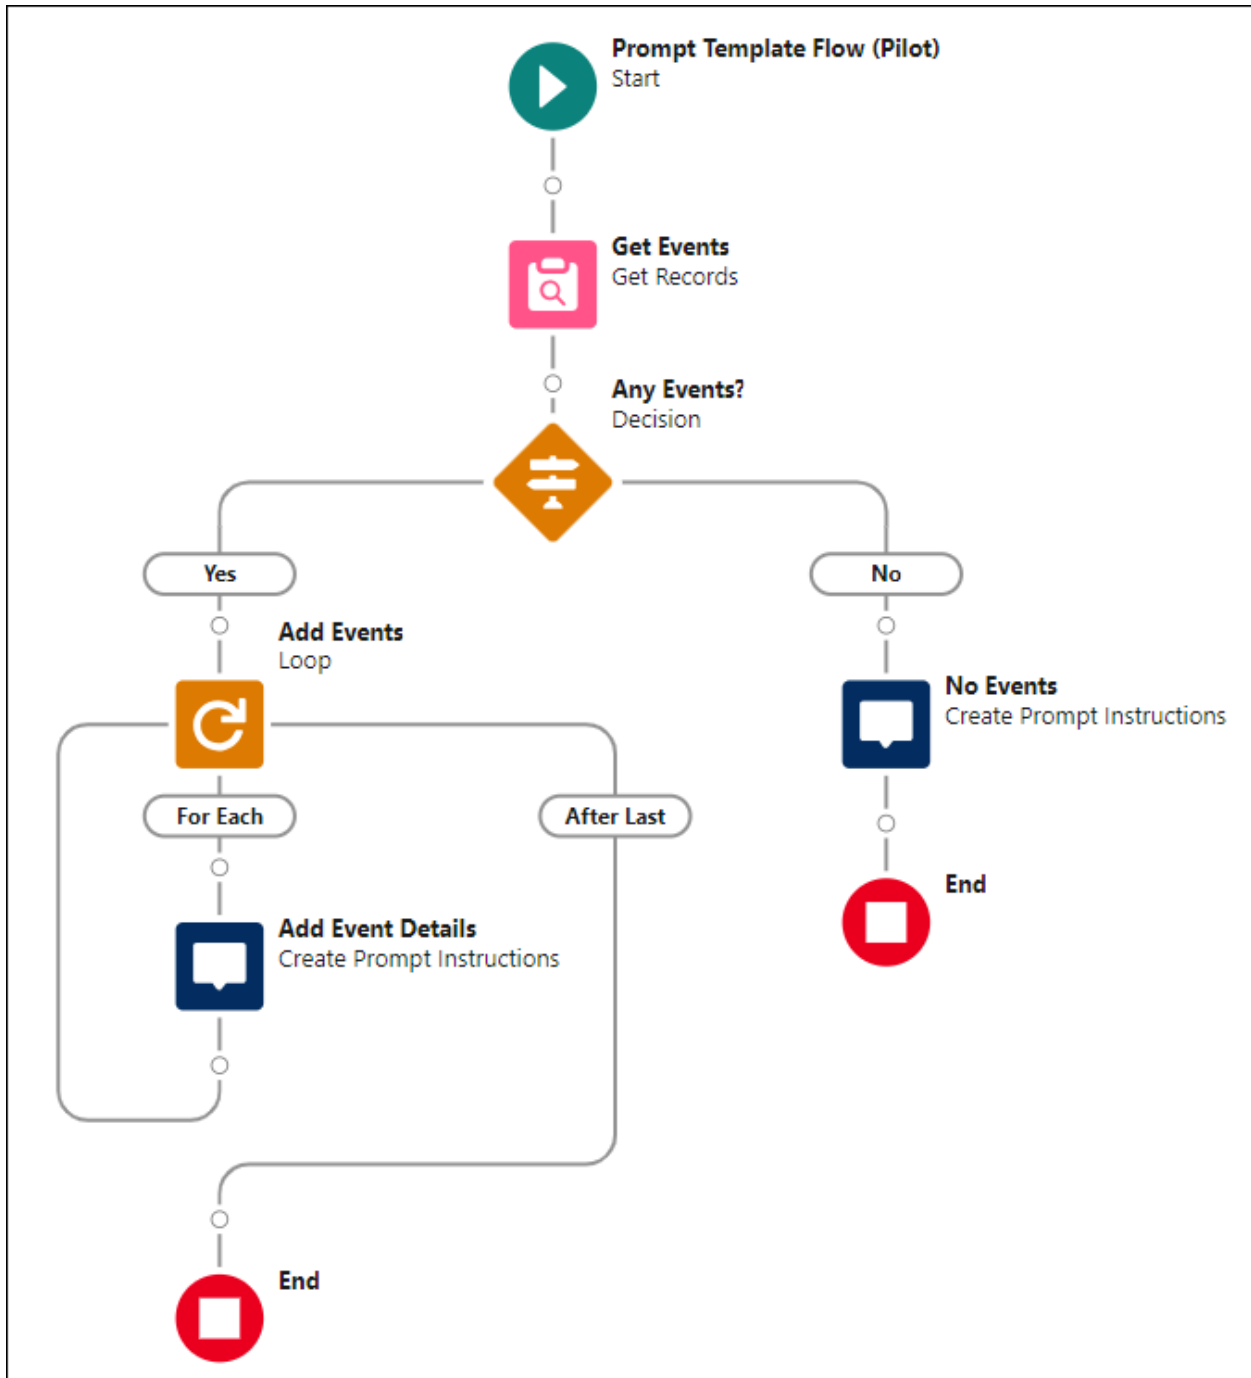 Prompt Template Flow (Pilot)
Start
Get Events
Get Records
Any Events?
Decision
Yes
No
Add Events
Loop
No Events
Create Prompt Instructions
For Each
After Last
End
Add Event Details
Create Prompt Instructions
End